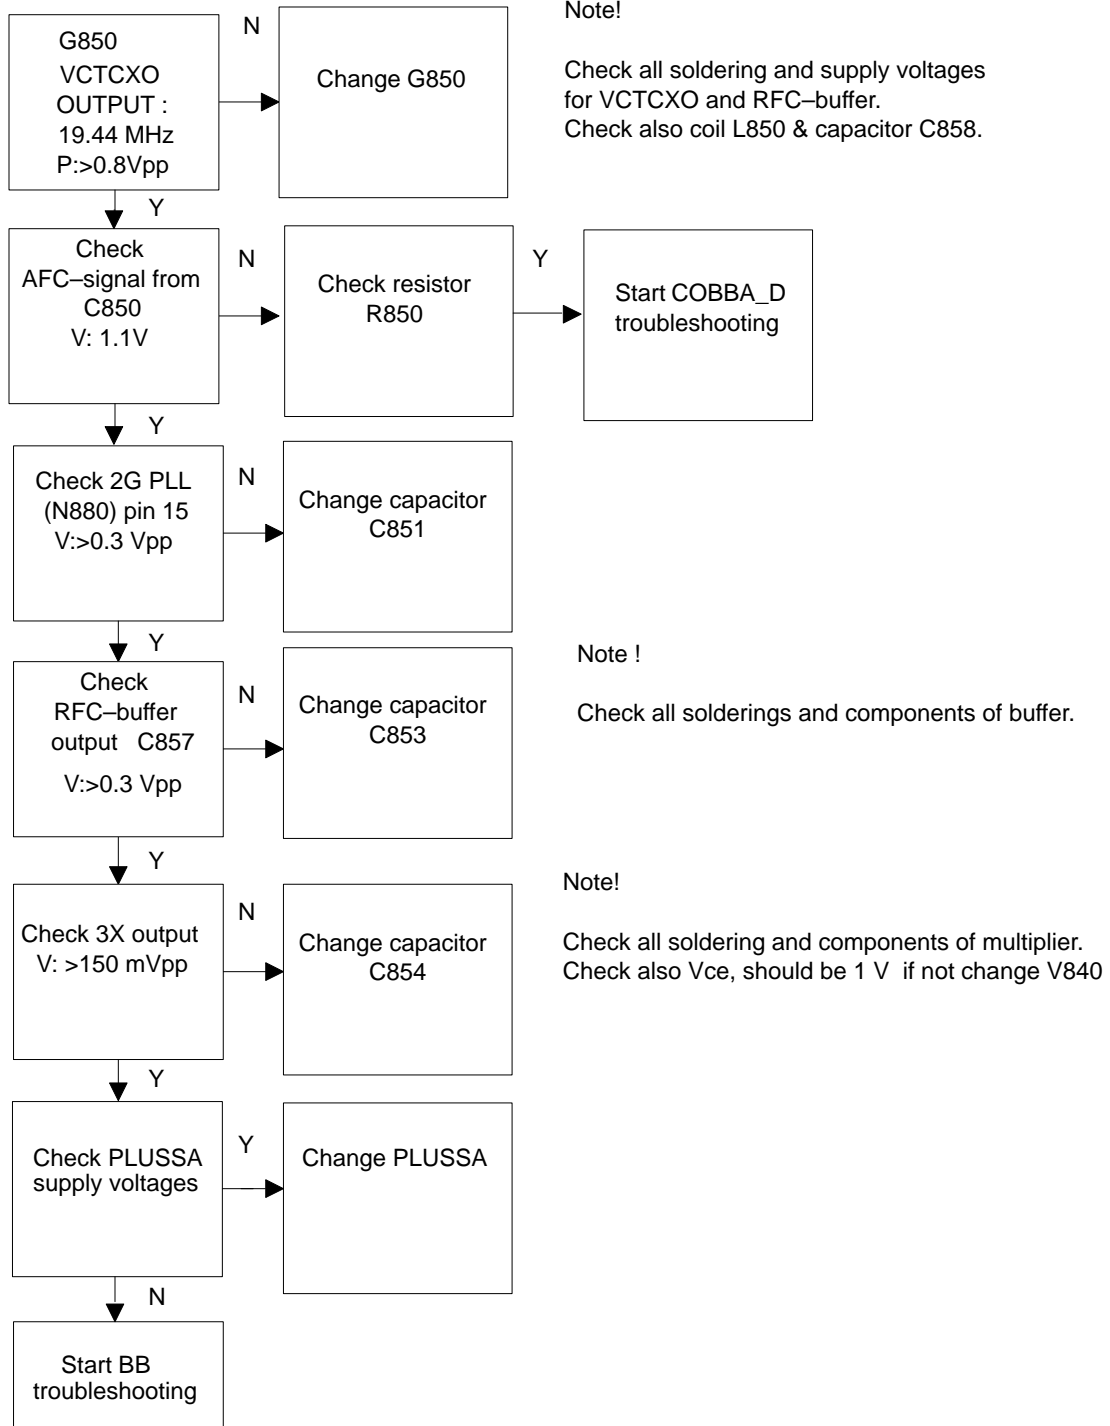 G850
VCTCXO
OUTPUT :
19.44 MHz
P:>0.8Vpp
N
Change G850
Note!
Check all soldering and supply voltages
for VCTCXO and RFC–buffer.
Check also coil L850 & capacitor C858.
Y
Check
AFC–signal from
C850
V: 1.1V
N
Check resistor
R850
Y
Start COBBA_D
troubleshooting
Y
Check 2G PLL
(N880) pin 15
V:>0.3 Vpp
N
Change capacitor
C851
Y
Check
RFC–buffer
output C857
V:>0.3 Vpp
N
Change capacitor
C853
Note !
Check all solderings and components of buffer.
Y
Check 3X output
V: >150 mVpp
N
Change capacitor
C854
Note!
Check all soldering and components of multiplier.
Check also Vce, should be 1 V if not change V840
Y
Check PLUSSA
supply voltages
Y
Change PLUSSA
N
Start BB
troubleshooting